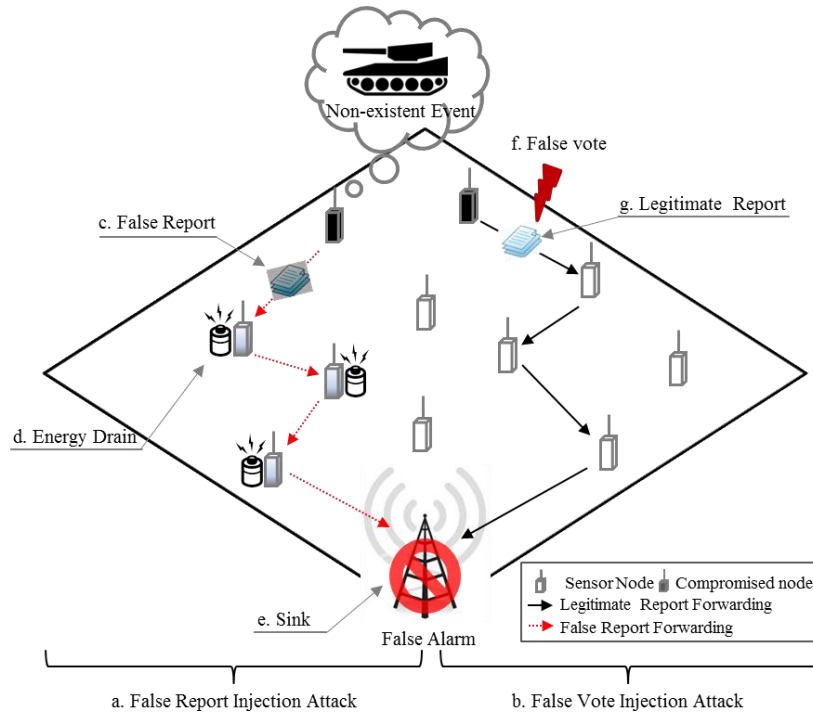 Non-existent Event
f. False vote
c. False Report
g. Legitimate Report
d. Energy Drain
e. Sink
False Alarm
Sensor Node
Compromised node
Legitimate Report Forwarding
False Report Forwarding
a. False Report Injection Attack
b. False Vote Injection Attack